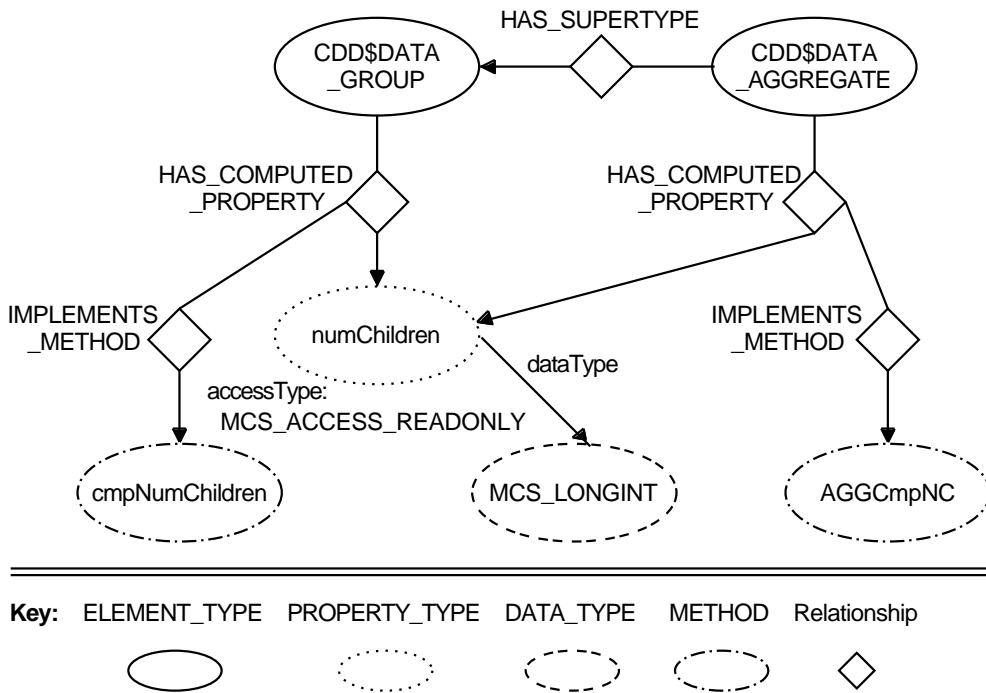 HAS_SUPERTYPE
CDD$DATA
_GROUP
CDD$DATA
_AGGREGATE
HAS_COMPUTED
_PROPERTY
HAS_COMPUTED
_PROPERTY
IMPLEMENTS
_METHOD
numChildren
IMPLEMENTS
_METHOD
dataType
accessType:
MCS_ACCESS_READONLY
cmpNumChildren
MCS_LONGINT
AGGCmpNC
Key: ELEMENT_TYPE PROPERTY_TYPE DATA_TYPE METHOD Relationship